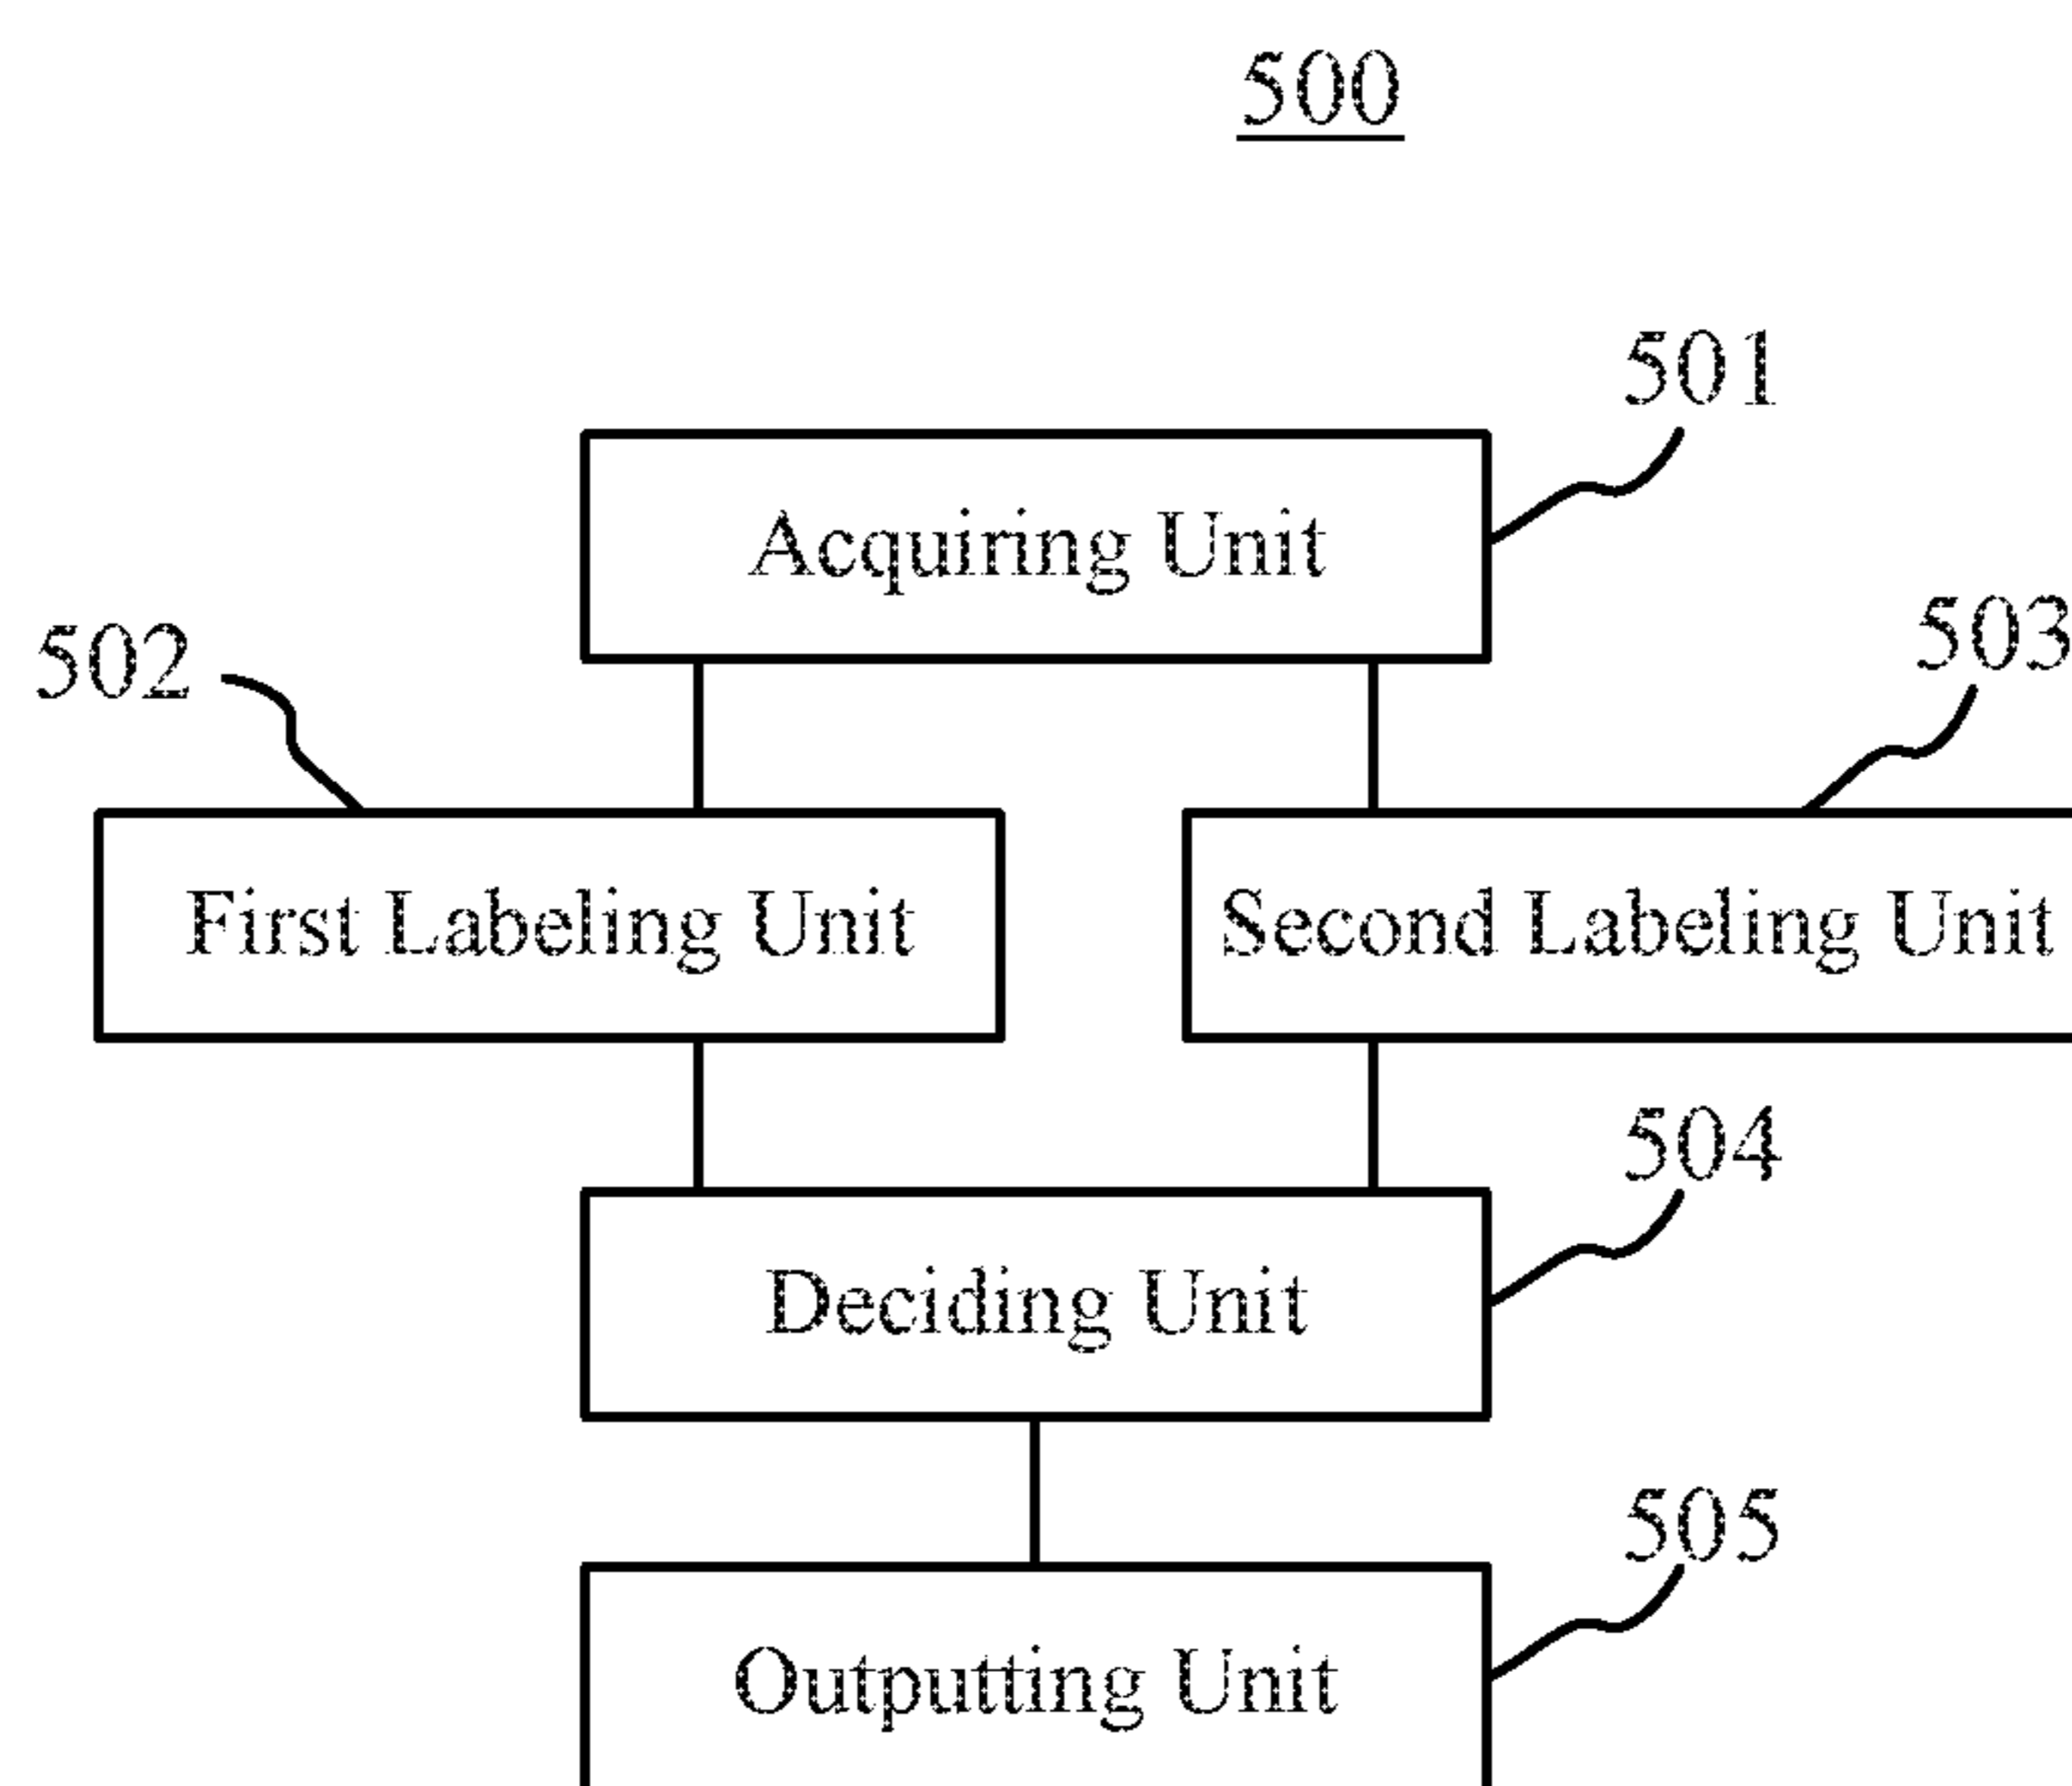 500
501
Acquiring Unit
502
503
First Labeling Unit
Second Labeling Unit
504
Deciding Unit
505
Outputting Unit